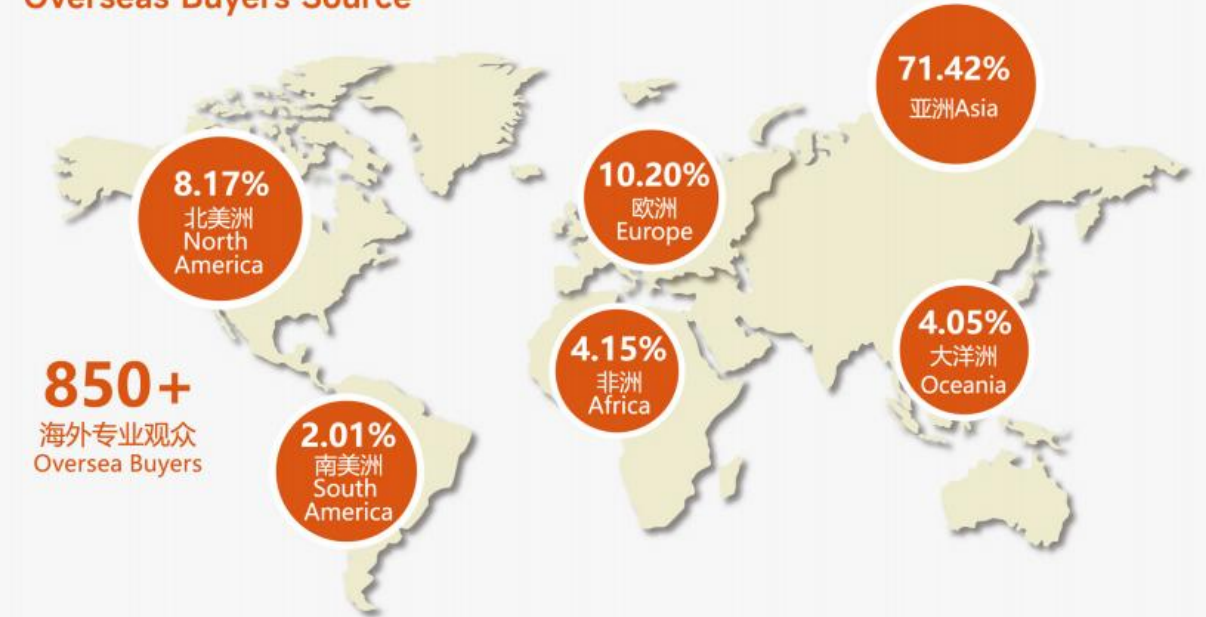 Overseas Buyers Source
71.42%
亚洲Asia
8.17%
北美洲
North
America
10.20%
欧洲
Europe
4.15%
非洲
Africa
4.05%
大洋洲
Oceania
850+
海外专业观众
Oversea Buyers
2.01%
南美洲
South
America